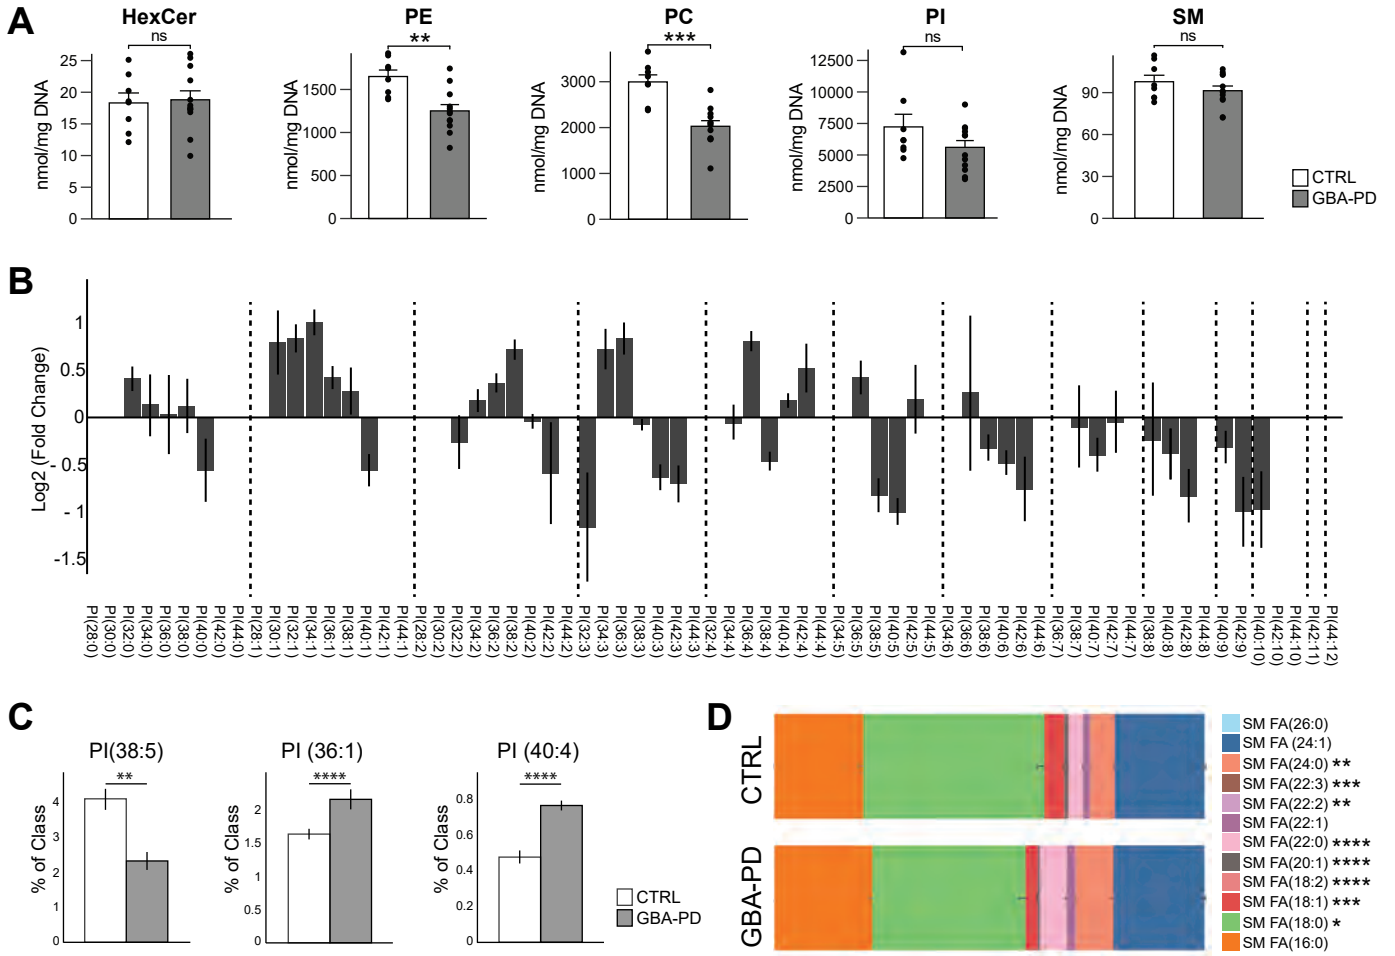 A
HexCer
ns
25
20
15
10
5
0
nmol/mg DNA
PE
**
1500
1000
500
0
nmol/mg DNA
PC
***
3000
2000
1000
0
nmol/mg DNA
PI
ns
12500
10000
7500
5000
2500
0
nmol/mg DNA
SM
ns
90
60
30
0
nmol/mg DNA
CTRL
GBA-PD
B
Log2 (Fold Change)
1
0.5
0
- 0.5
- 1
-1.5
PI(28:0)
PI(30:0)
PI(32:0)
PI(34:0)
PI(36:0)
PI(38:0)
PI(40:0)
PI(42:0)
PI(44:0)
PI(28:1)
PI(30:1)
PI(32:1)
PI(34:1)
PI(36:1)
PI(38:1)
PI(40:1)
PI(42:1)
PI(44:1)
PI(28:2)
PI(30:2)
PI(32:2)
PI(34:2)
PI(36:2)
PI(38:2)
PI(40:2)
PI(42:2)
PI(44:2)
PI(32:3)
PI(34:3)
PI(36:3)
PI(38:3)
PI(40:3)
PI(42:3)
PI(44:3)
PI(32:4)
PI(34:4)
PI(36:4)
PI(38:4)
PI(40:4)
PI(42:4)
PI(44:4)
PI(34:5)
PI(36:5)
PI(38:5)
PI(40:5)
PI(42:5)
PI(44:5)
PI(34:6)
PI(36:6)
PI(38:6)
PI(40:6)
PI(42:6)
PI(44:6)
PI(36:7)
PI(38:7)
PI(40:7)
PI(42:7)
PI(44:7)
PI(38:8)
PI(40:8)
PI(42:8)
PI(44:8)
PI(40:9)
PI(42:9)
PI(40:10)
PI(42:10)
PI(44:10)
PI(42:11)
PI(44:12)
C
PI(38:5)
**
4
3
2
1
0
% of Class
PI (36:1)
****
2
1.5
1
0.5
0
% of Class
PI (40:4)
****
0.8
0.6
0.4
0.2
0
% of Class
CTRL
GBA-PD
D
CTRL
GBA-PD
SM FA(26:0)
SM FA (24:1)
SM FA(24:0) **
SM FA(22:3) ***
SM FA(22:2) **
SM FA(22:1)
SM FA(22:0) ****
SM FA(20:1) ****
SM FA(18:2) ****
SM FA(18:1) ***
SM FA(18:0) *
SM FA(16:0)